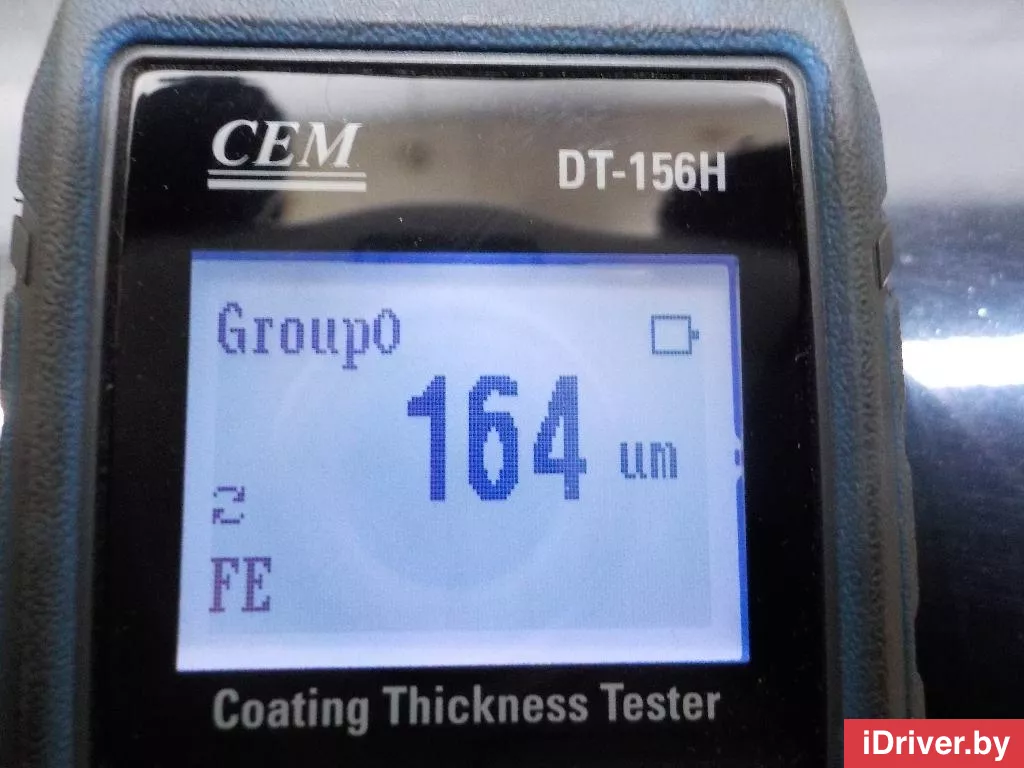 CEM
DT-156H
Group0
164 um
FE
Coating Thickness Tester
iDriver.by